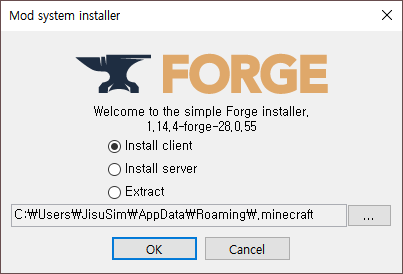 Mod system installer
FORGE
Welcome to the simple Forge installer.
1.14.4-forge-28.0.55
Install client
Install server
Extract
C:₩Users₩JisuSim₩AppData₩Roaming₩.minecraft
...
OK
Cancel